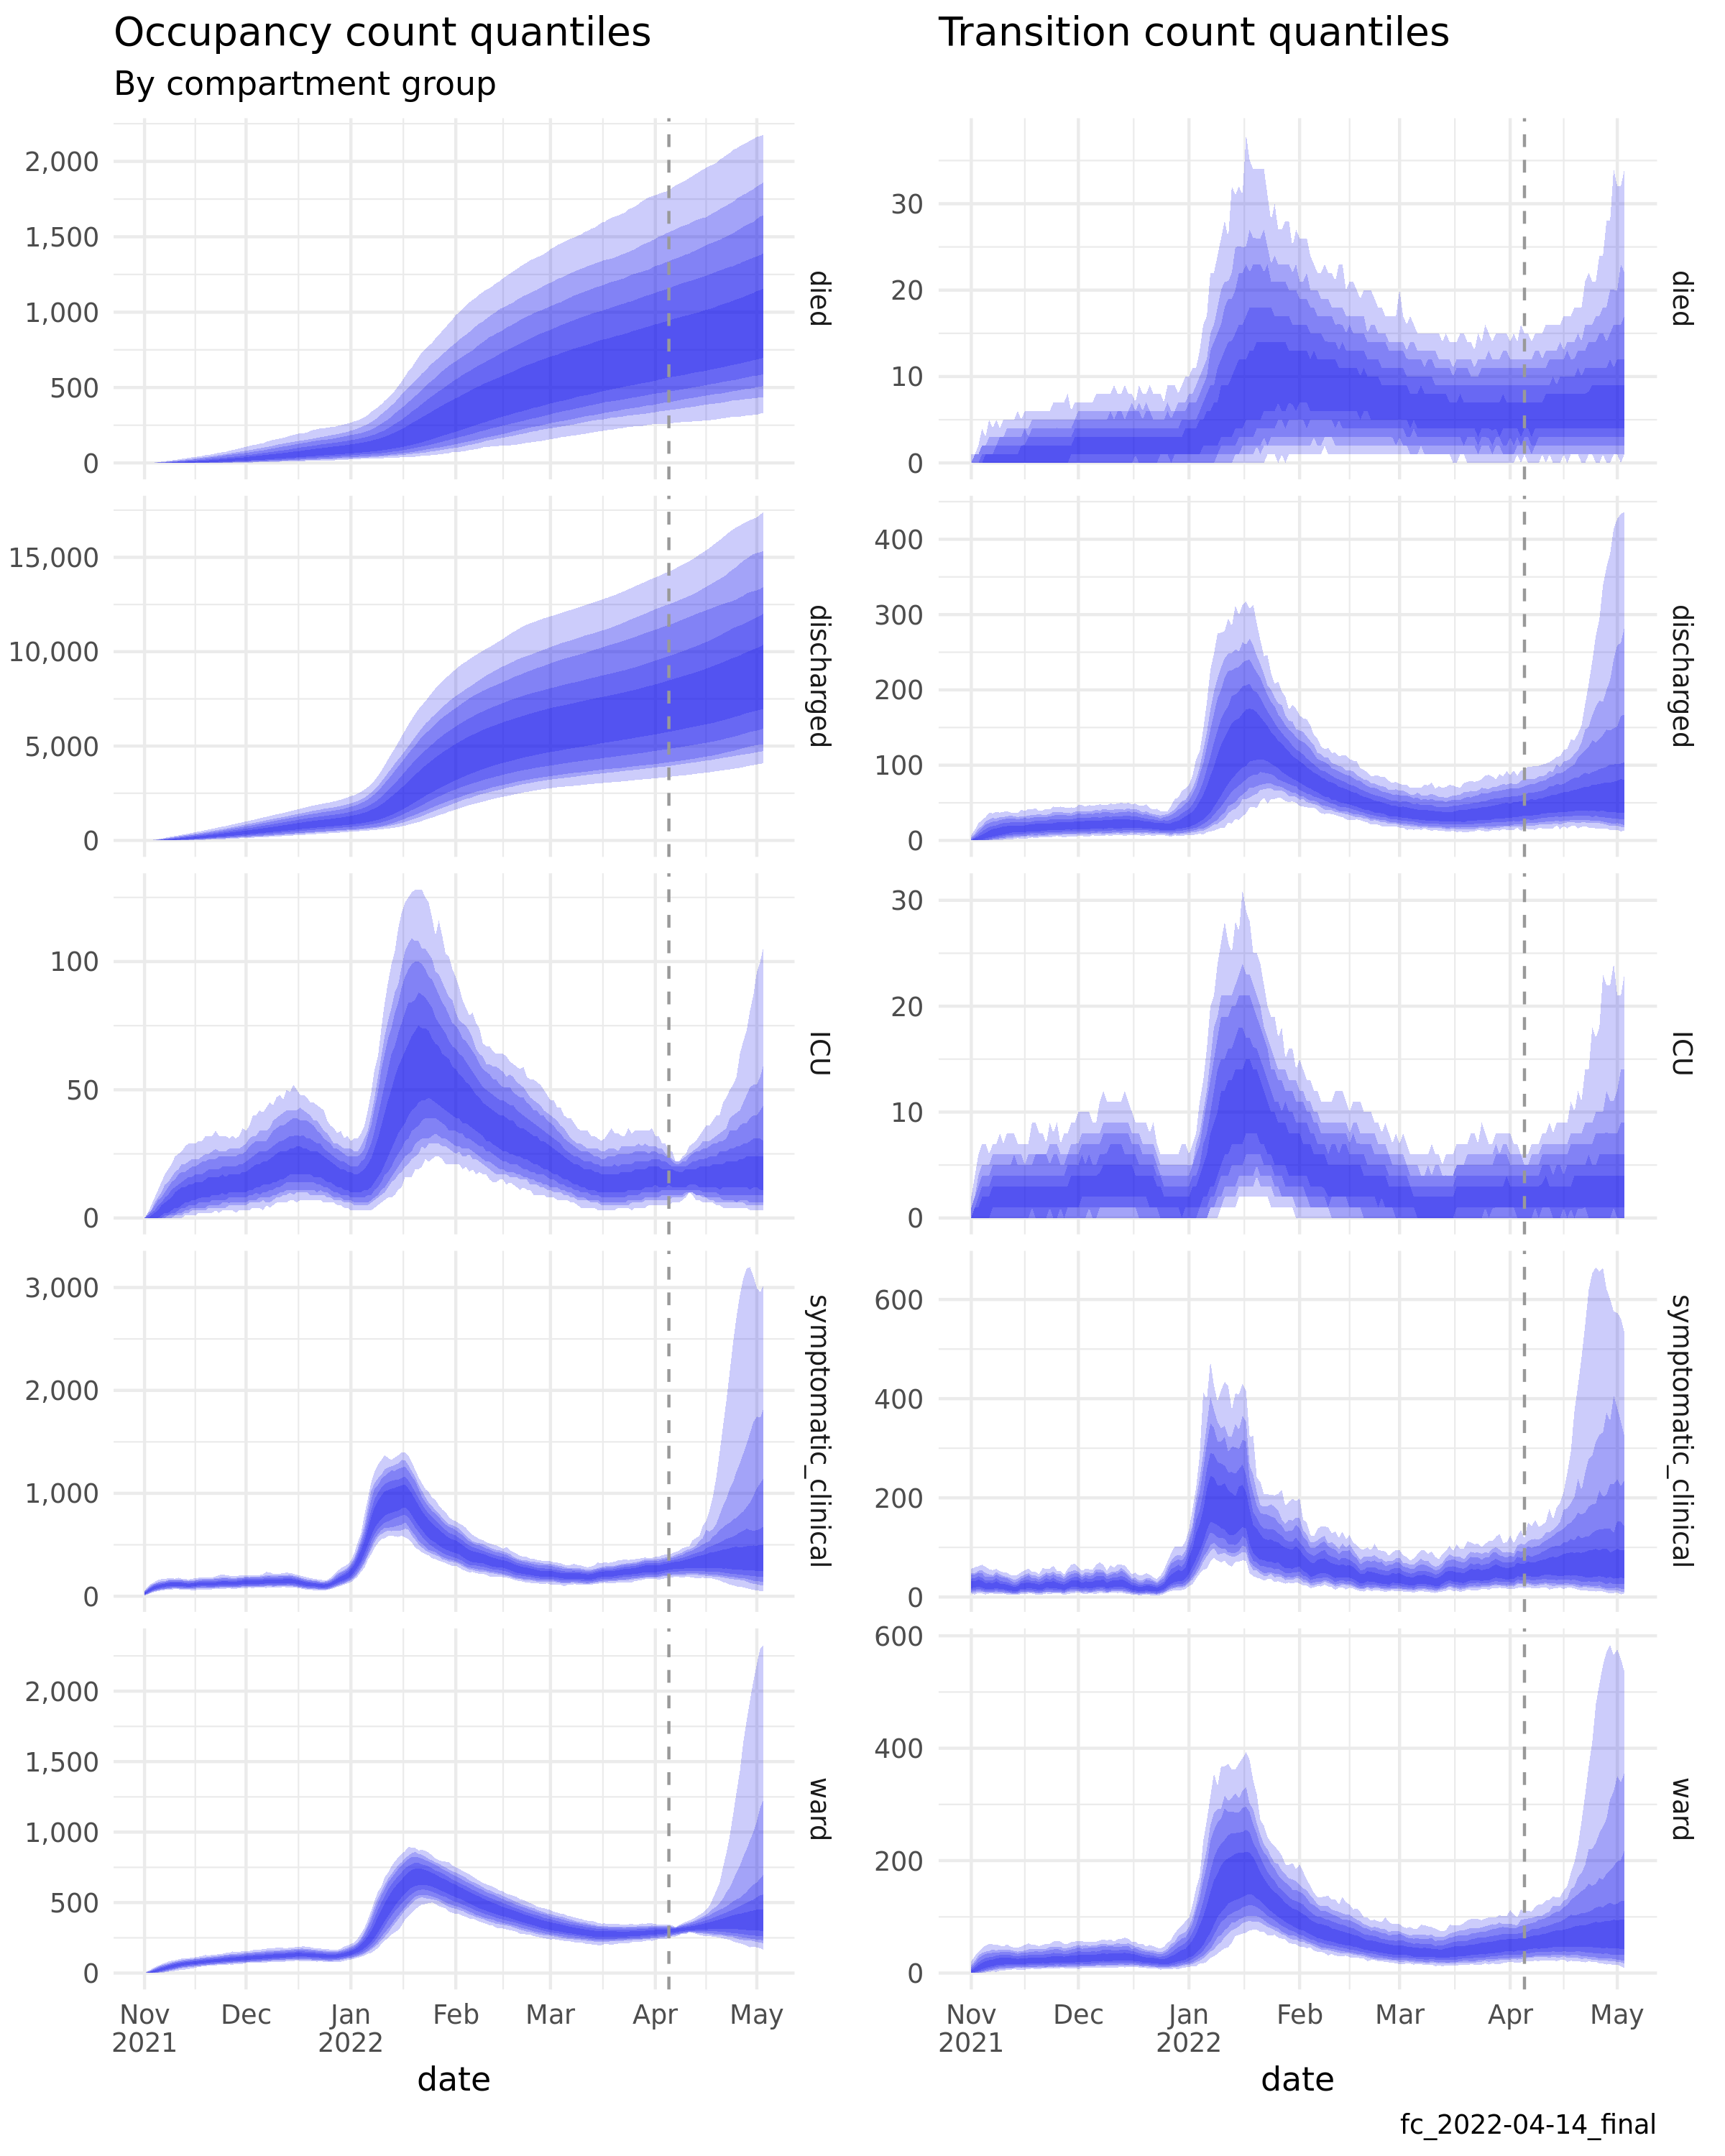 Occupancy count quantiles
By compartment group
2,000
1,500
1,000
500
0
died
15,000
10,000
5,000
0
discharged
100
50
0
ICU
3,000
2,000
1,000
0
symptomatic_clinical
2,000
1,500
1,000
500
0
ward
Nov Dec Jan Feb Mar Apr May
2021 2022
date
Transition count quantiles
30
20
10
0
died
400
300
200
100
0
discharged
30
20
10
0
ICU
600
400
200
0
symptomatic_clinical
600
400
200
0
ward
Nov Dec Jan Feb Mar Apr May
2021 2022
date
fc_2022-04-14_final